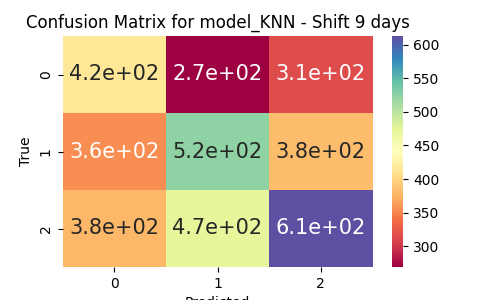 Confusion Matrix for model_KNN - Shift 9 days
0 4.2e+02 2.7e+02 3.1e+02
1 3.6e+02 5.2e+02 3.8e+02
2 3.8e+02 4.7e+02 6.1e+02
True
0 1 2
Predicted
600
550
500
450
400
350
300